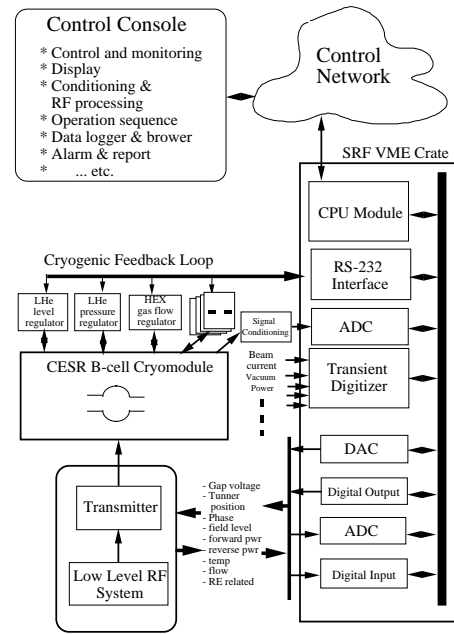 Control Console
* Control and monitoring
* Display
* Conditioning &
RF processing
* Operation sequence
* Data logger & brower
* Alarm & report
* ... etc.
Control
Network
SRF VME Crate
CPU Module
Cryogenic Feedback Loop
RS-232
Interface
LHe
level
regulator
LHe
pressure
regulator
HEX
gas flow
regulator
Signal
Conditioning
ADC
CESR B-cell Cryomodule
Beam
current
Vacuum
Power
Transient
Digitizer
DAC
Digital Output
ADC
Digital Input
Transmitter
Low Level RF
System
- Gap voltage
- Tunner
position
- Phase
- field level
- forward pwr
- reverse pwr
- temp
- flow
- RE related